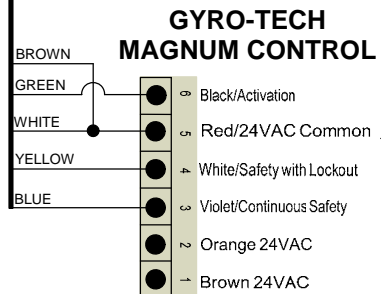 GYRO-TECH
MAGNUM CONTROL
BROWN
GREEN
6 Black/Activation
WHITE
5 Red/24VAC Common
YELLOW
4 White/Safety with Lockout
BLUE
3 Violet/Continuous Safety
2 Orange 24VAC
1 Brown 24VAC